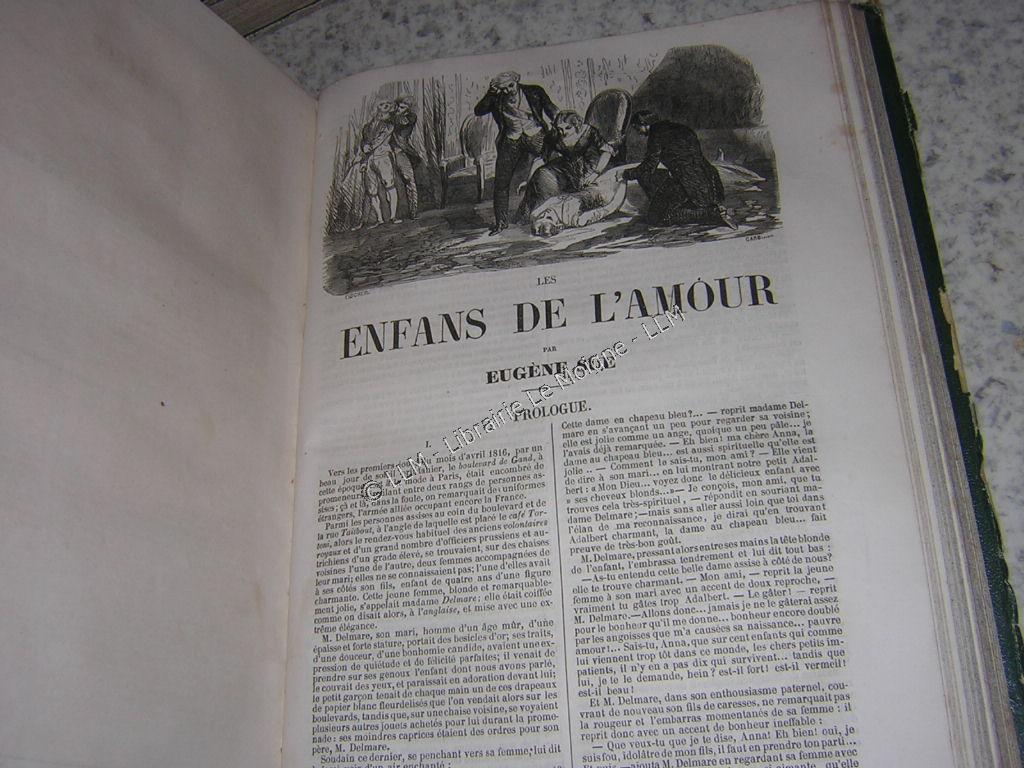 LES
ENFANS DE L'AMOUR
PAR
EUGÈNE SUE
PROLOGUE.
I.
Vers les premiers du mois d'avril 1816, par un
beau jour de le boulevard de Gand, à
cette époque mode à Paris, était encombré de
promeneurs entre deux rangs de personnes as-
sises; çà et là, dans la foule, on remarquait des uniformes
étrangers, l'armée alliée occupant encore la France.
Parmi les personnes assises au coin du boulevard et de
la rue Taitbout, à l'angle de laquelle est placé le café Tor-
toni, alors le rendez-vous habituel des anciens volontaires
royaux et d'un grand nombre d'officiers prussiens et au-
trichiens d'un grade élevé, se trouvaient, sur des chaises
voisines l'une de l'autre, deux femmes accompagnées de
leur mari; elles ne se connaissaient pas; l'une d'elles avait
à ses côtés son fils, enfant de quatre ans d'une figure
charmante. Cette jeune femme, blonde et remarquable-
ment jolie, s'appelait madame Delmare; elle était coiffée
comme on disait alors, à l'anglaise, et mise avec une ex-
trême élégance.
M. Delmare, son mari, homme d'un âge mûr, d'une
épaisse et forte stature, portait des besicles d'or; ses traits,
d'une douceur, d'une bonhomie candide, avaient une ex-
pression de quiétude et de félicité parfaites; il venait de
prendre sur ses genoux l'enfant dont nous avons parlé,
le couvait des yeux, et paraissait en adoration devant lui;
le petit garçon tenait de chaque main un de ces drapeaux
de papier blanc fleurdelisés que l'on vendait alors sur les
boulevards, tandis que, sur une chaise voisine, se voyaient
plusieurs autres jouets achetés pour lui durant la prome-
nade: ses moindres caprices étaient des ordres pour son
père, M. Delmare.
Soudain ce dernier, se penchant vers sa femme, lui dit
d'un air enchanté:
Cette dame en chapeau bleu?... — reprit madame Del-
mare en s'avançant un peu pour regarder sa voisine;
elle est jolie comme un ange, quoique un peu pâle... je
l'avais déjà remarquée. — Eh bien! ma chère Anna, la
dame au chapeau bleu... est aussi spirituelle qu'elle est
jolie... — Comment le sais-tu, mon ami? — Elle vient
de dire à son mari... en lui montrant notre petit Adal-
bert: « Mon Dieu... voyez donc le délicieux enfant avec
» ses cheveux blonds... » — Je conçois, mon ami, que tu
trouves cela très-spirituel, — répondit en souriant ma-
dame Delmare; — mais sans aller aussi loin que toi dans
l'élan de ma reconnaissance, je dirai qu'en trouvant
Adalbert charmant, la dame au chapeau bleu... fait
preuve de très-bon goût.
M. Delmare, pressant alors entre ses mains la tête blonde
de l'enfant, l'embrassa tendrement et lui dit tout bas:
—As-tu entendu cette belle dame assise à côté de nous?
elle te trouve charmant. — Mon ami, — reprit la jeune
femme à son mari avec un accent de doux reproche, —
vraiment tu gâtes trop Adalbert. — Le gâter! — reprit
M. Delmare.—Allons donc... jamais je ne le gâterai assez
pour le bonheur qu'il me donne... bonheur encore doublé
par les angoisses que m'a causées sa naissance... pauvre
amour!... Sais-tu, Anna, que sur cent enfants qui comme
lui viennent trop tôt dans ce monde, les chers petits im-
patients, il n'y en a pas dix qui survivent... tandis que
lui, je te le demande, hein? est-il fort! est-il vermeil!
est-il beau!
Et M. Delmare, dans son enthousiasme paternel, cou-
vrant de nouveau son fils de caresses, ne remarquait pas
la rougeur et l'embarras momentanés de sa femme: il
reprit donc avec un accent de bonheur ineffable:
— Que veux-tu que je te dise, Anna! Eh bien! oui, je
suis fou, idolâtre de mon fils, il faut en prendre ton parti...
Et puis —ajouta M. Delmare en regardant sa femme avec
© LLM - Librairie Le Moigne - LLM